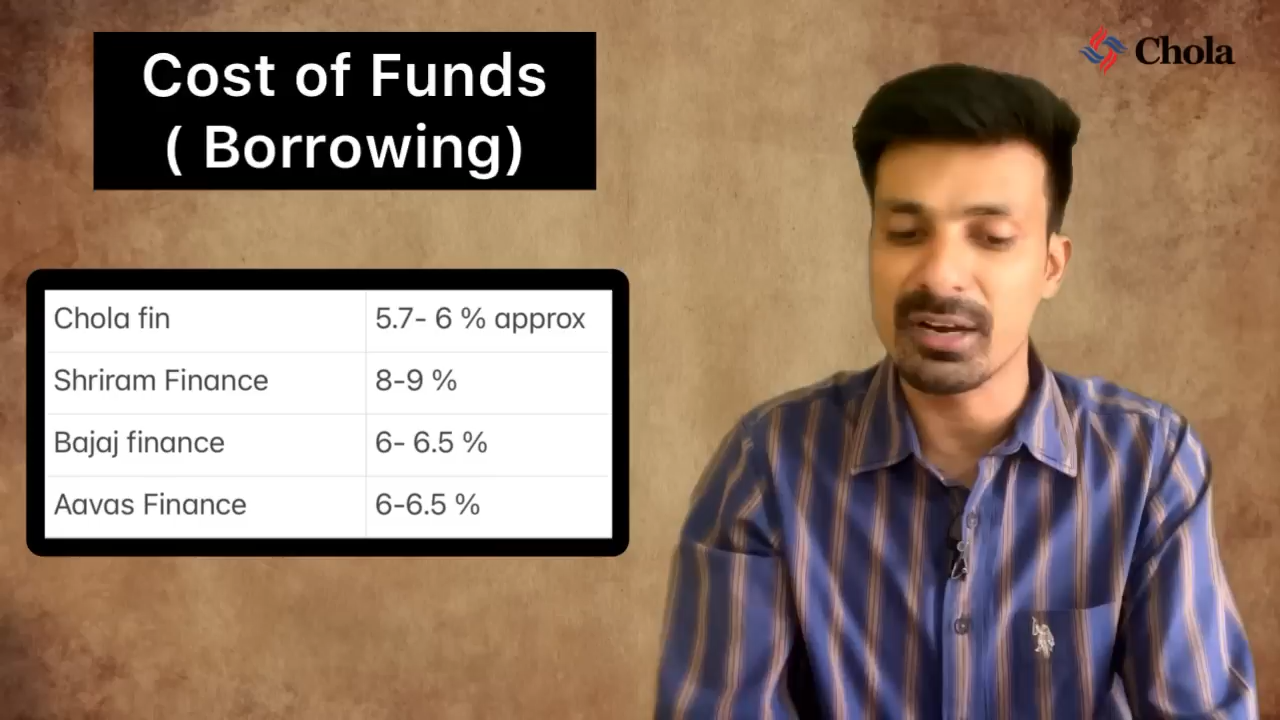 Cost of Funds
( Borrowing)
Chola
Chola fin 5.7- 6 % approx
Shriram Finance 8-9 %
Bajaj finance 6- 6.5 %
Aavas Finance 6-6.5 %